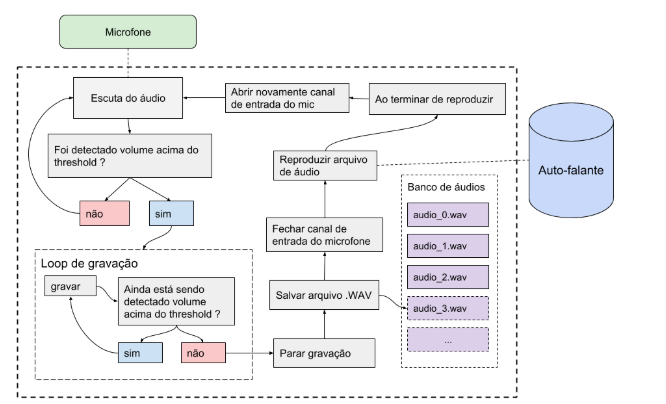 Microfone
Escuta do áudio
Abrir novamente canal
de entrada do mic
Ao terminar de reproduzir
Foi detectado volume acima do
threshold ?
não
sim
Reproduzir arquivo
de áudio
Auto-falante
Banco de áudios
audio_0.wav
audio_1.wav
audio_2.wav
audio_3.wav
...
Fechar canal de
entrada do microfone
Loop de gravação
gravar
Ainda está sendo
detectado volume
acima do threshold ?
sim
não
Salvar arquivo .WAV
Parar gravação